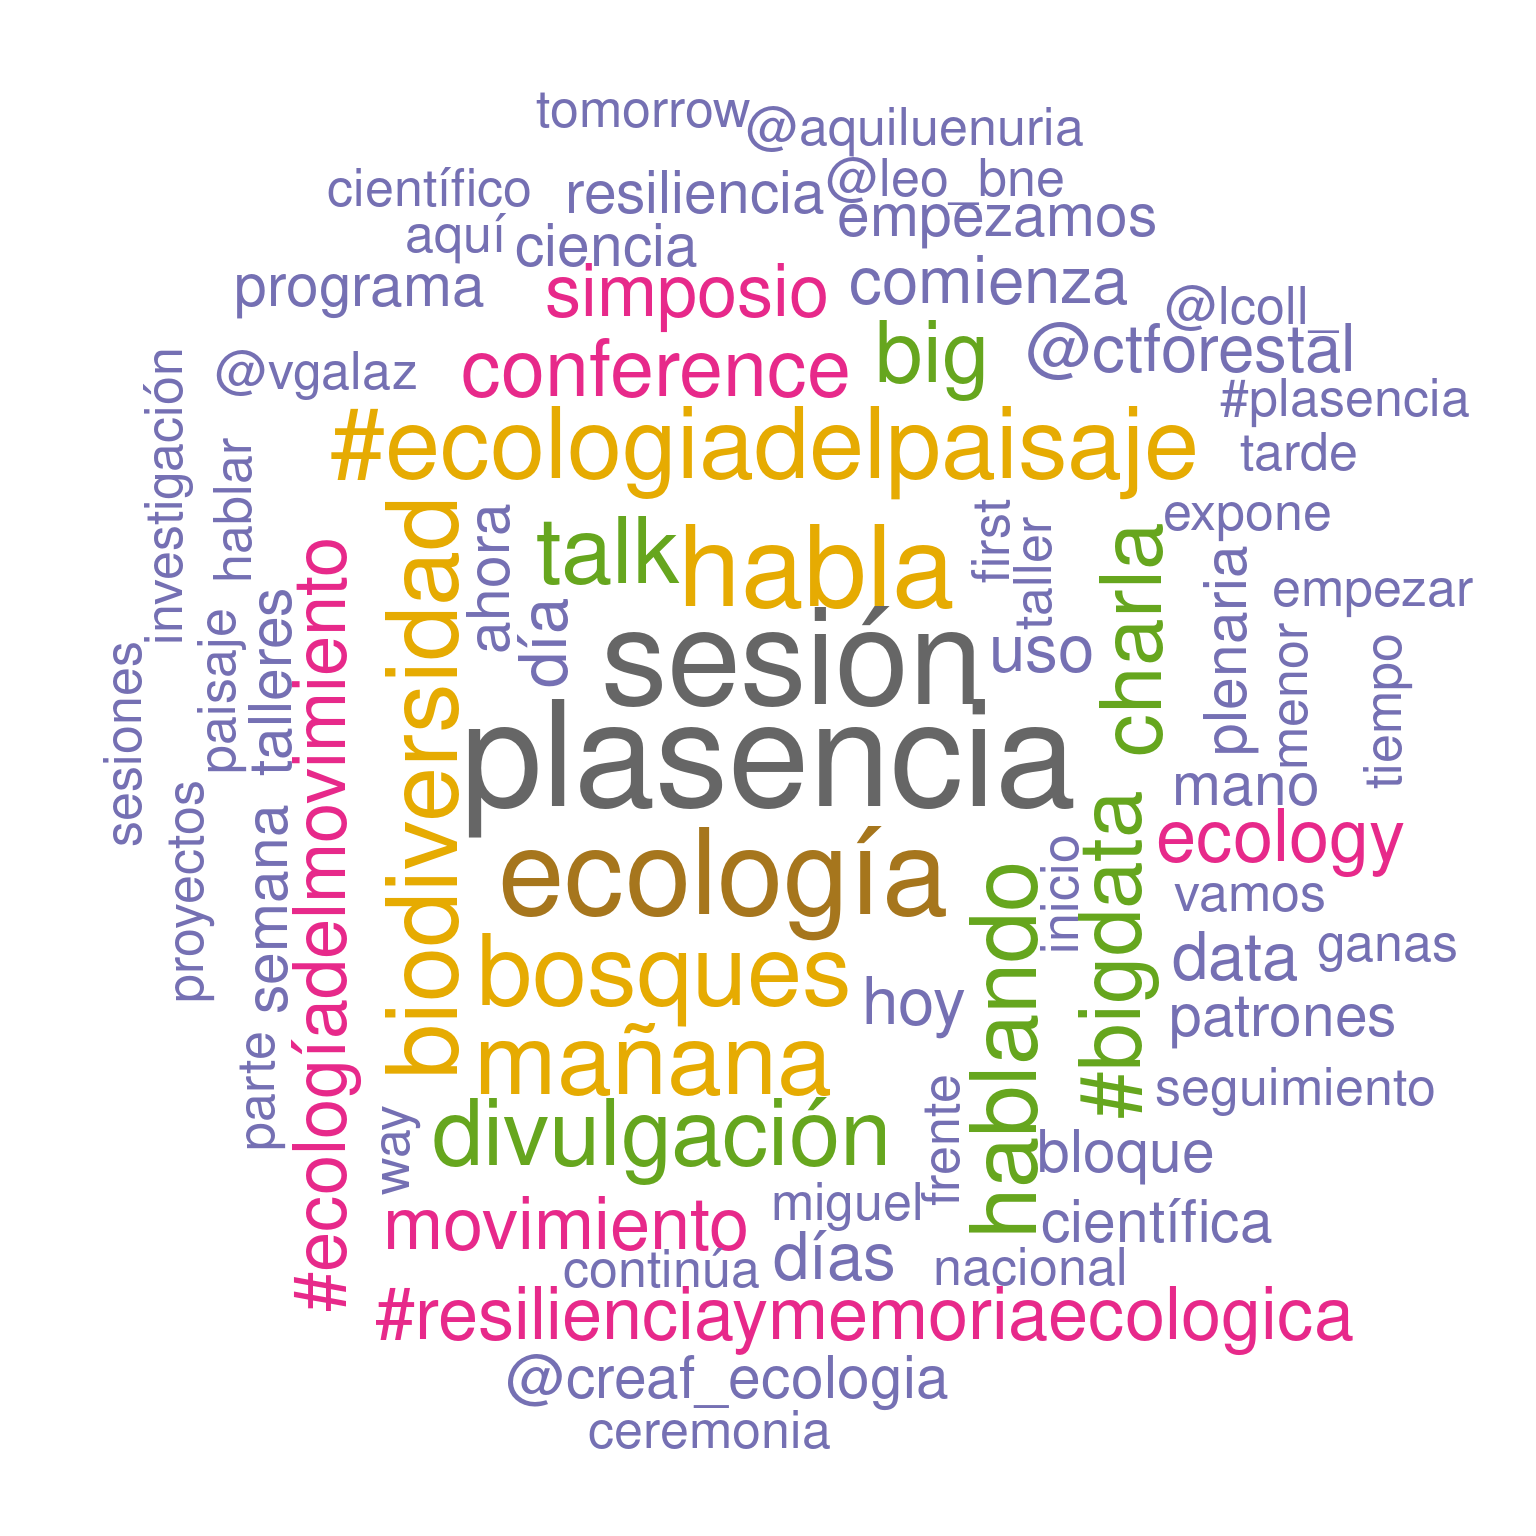 tomorrow
@aquiluenuria
científico
resiliencia
@leo_bne
empezamos
aquí
ciencia
programa
simposio
comienza
@lcoll_
@vgalaz
conference
big
@ctforestal
#plasencia
#ecologiadelpaisaje
tarde
investigación
hablar
biodiversidad
ahora
talk
habla
first
taller
charla
expone
sesiones
paisaje
talleres
#ecologíadelmovimiento
día
sesión
uso
plenaria
empezar
menor
tiempo
plasencia
mano
proyectos
semana
ecología
inicio
#bigdata
ecology
vamos
bosques
hoy
hablando
data
ganas
patrones
parte
mañana
seguimiento
way
divulgación
frente
bloque
movimiento
miguel
científica
continúa
días
nacional
#resilienciaymemoriaecologica
@creaf_ecologia
ceremonia